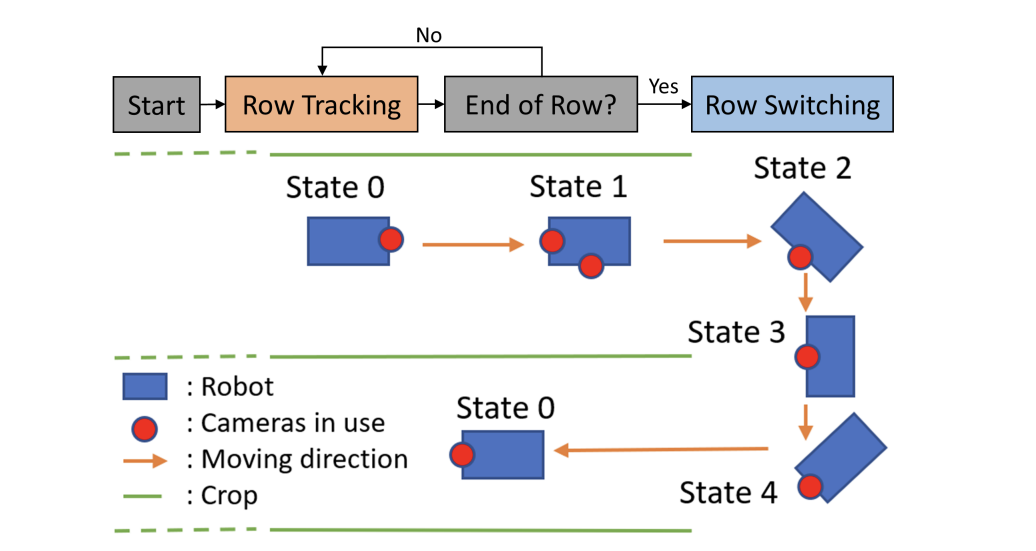 No
Start
Row Tracking
End of Row?
Yes
Row Switching
State 0
State 1
State 2
State 3
: Robot
: Cameras in use
: Moving direction
: Crop
State 0
State 4